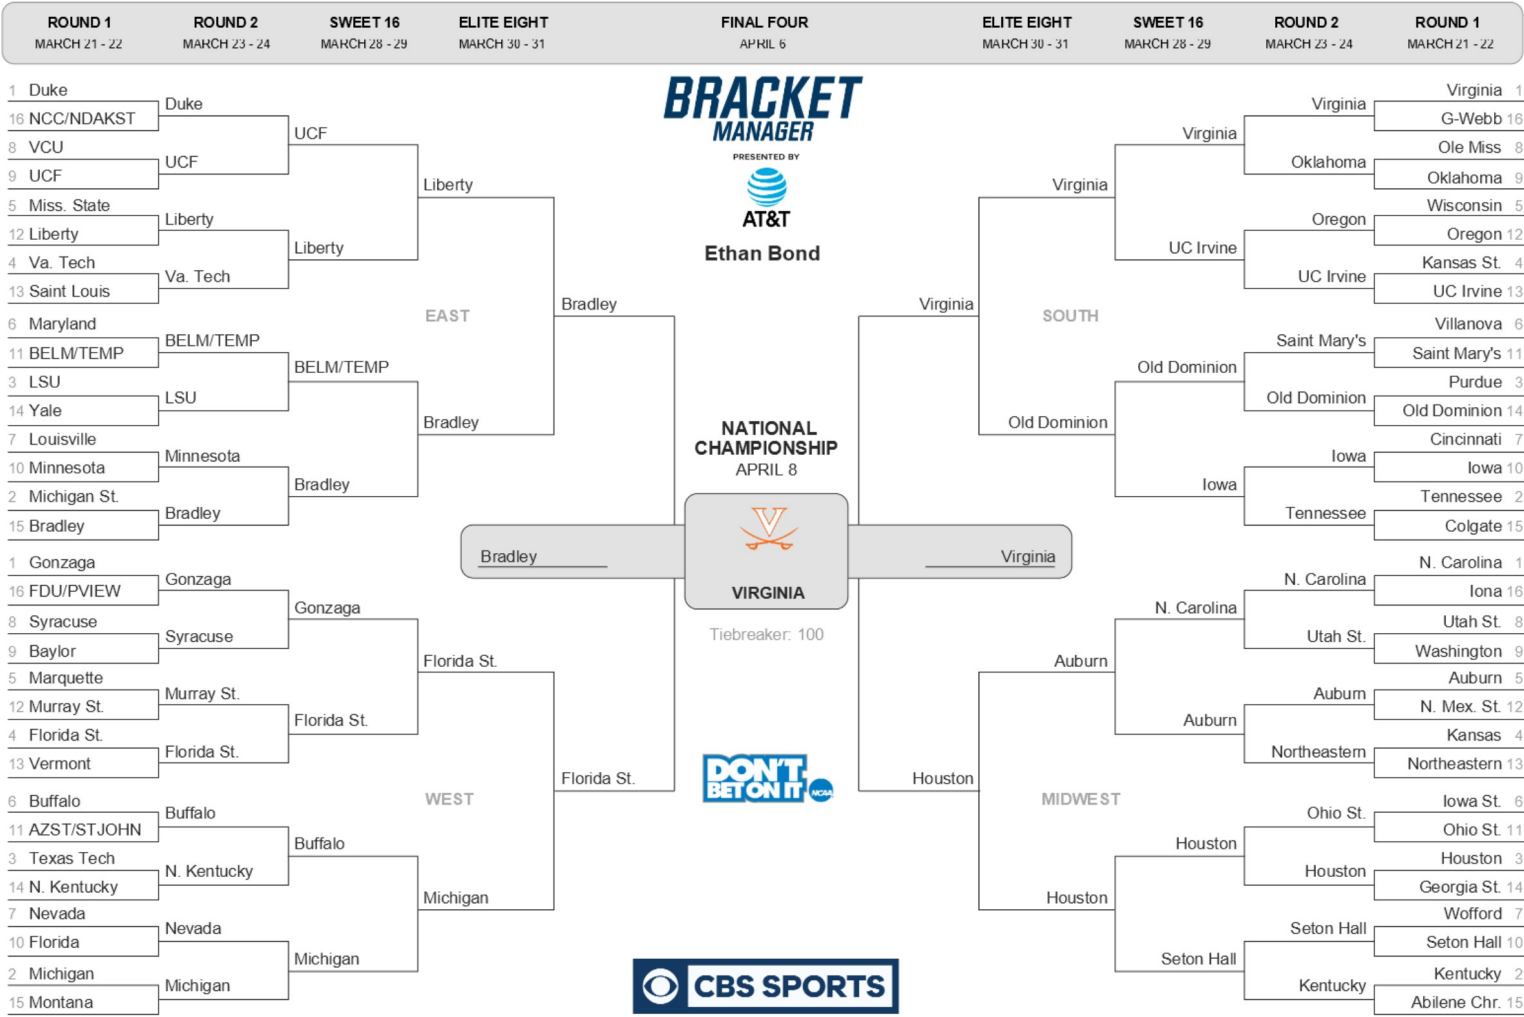 ROUND 1
MARCH 21 - 22
ROUND 2
MARCH 23 - 24
SWEET 16
MARCH 28 - 29
ELITE EIGHT
MARCH 30 - 31
FINAL FOUR
APRIL 6
ELITE EIGHT
MARCH 30 - 31
SWEET 16
MARCH 28 - 29
ROUND 2
MARCH 23 - 24
ROUND 1
MARCH 21 - 22
1 Duke
16 NCC/NDAKST
8 VCU
9 UCF
5 Miss. State
12 Liberty
4 Va. Tech
13 Saint Louis
6 Maryland
11 BELM/TEMP
3 LSU
14 Yale
7 Louisville
10 Minnesota
2 Michigan St.
15 Bradley
Duke
UCF
Liberty
Va. Tech
BELM/TEMP
LSU
Minnesota
Bradley
UCF
Liberty
BELM/TEMP
Bradley
Liberty
Bradley
EAST
Bradley
1 Gonzaga
16 FDU/PVIEW
8 Syracuse
9 Baylor
5 Marquette
12 Murray St.
4 Florida St.
13 Vermont
6 Buffalo
11 AZST/STJOHN
3 Texas Tech
14 N. Kentucky
7 Nevada
10 Florida
2 Michigan
15 Montana
Gonzaga
Syracuse
Murray St.
Florida St.
Buffalo
N. Kentucky
Nevada
Michigan
Gonzaga
Florida St.
Buffalo
Michigan
Florida St.
Michigan
WEST
Florida St.
BRACKET
MANAGER
PRESENTED BY
AT&T
Ethan Bond
NATIONAL
CHAMPIONSHIP
APRIL 8
Bradley
Virginia
VIRGINIA
Tiebreaker: 100
DON'T
BET ON IT
NCAA
CBS SPORTS
Virginia
SOUTH
Virginia
Old Dominion
Virginia
UC Irvine
Old Dominion
Iowa
Virginia
Oklahoma
Oregon
UC Irvine
Saint Mary's
Old Dominion
Iowa
Tennessee
Virginia 1
G-Webb 16
Ole Miss 8
Oklahoma 9
Wisconsin 5
Oregon 12
Kansas St. 4
UC Irvine 13
Villanova 6
Saint Mary's 11
Purdue 3
Old Dominion 14
Cincinnati 7
Iowa 10
Tennessee 2
Colgate 15
Houston
MIDWEST
Auburn
Houston
N. Carolina
Auburn
Houston
Seton Hall
N. Carolina
Utah St.
Auburn
Northeastern
Ohio St.
Houston
Seton Hall
Kentucky
N. Carolina 1
Iona 16
Utah St. 8
Washington 9
Auburn 5
N. Mex. St. 12
Kansas 4
Northeastern 13
Iowa St. 6
Ohio St. 11
Houston 3
Georgia St. 14
Wofford 7
Seton Hall 10
Kentucky 2
Abilene Chr. 15